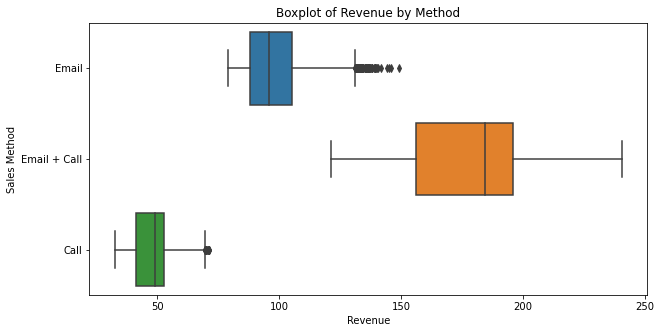 Boxplot of Revenue by Method
Sales Method
Email
Email + Call
Call
50 100 150 200 250
Revenue